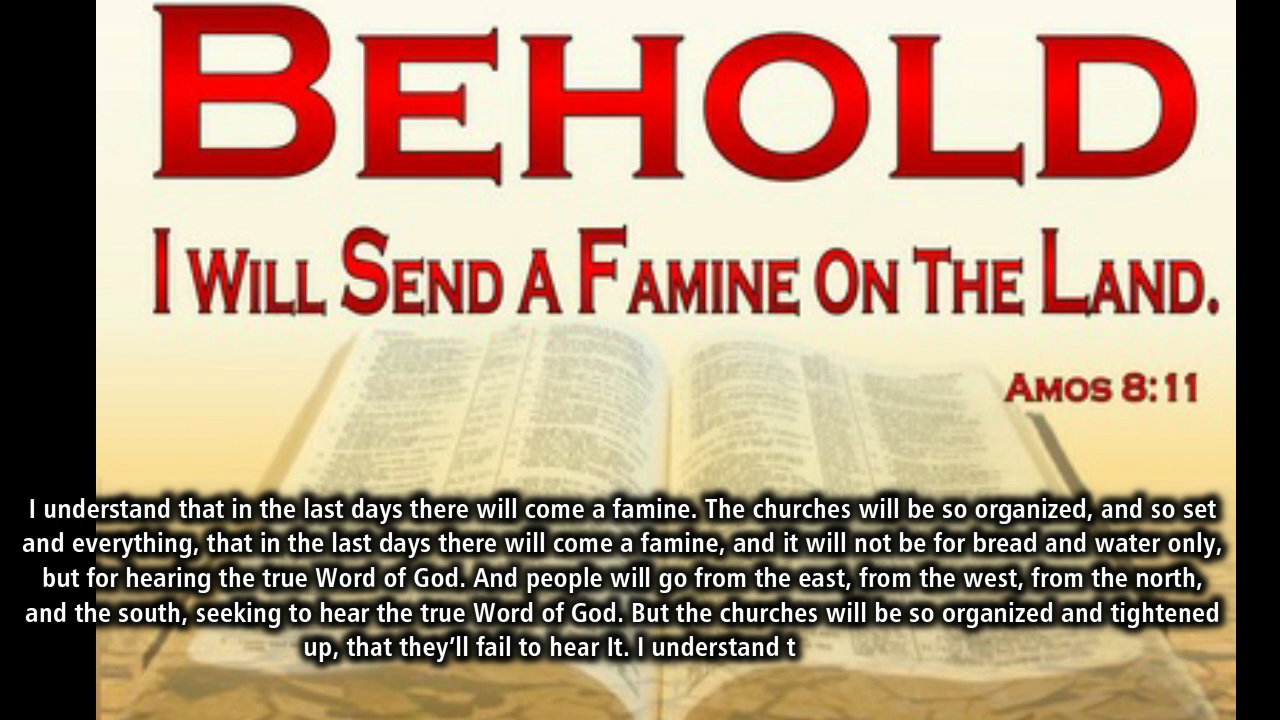 BEHOLD
I WILL SEND A FAMINE ON THE LAND.
AMOS 8:11
I understand that in the last days there will come a famine. The churches will be so organized, and so set
and everything, that in the last days there will come a famine, and it will not be for bread and water only,
but for hearing the true Word of God. And people will go from the east, from the west, from the north,
and the south, seeking to hear the true Word of God. But the churches will be so organized and tightened
up, that they’ll fail to hear It. I understand t